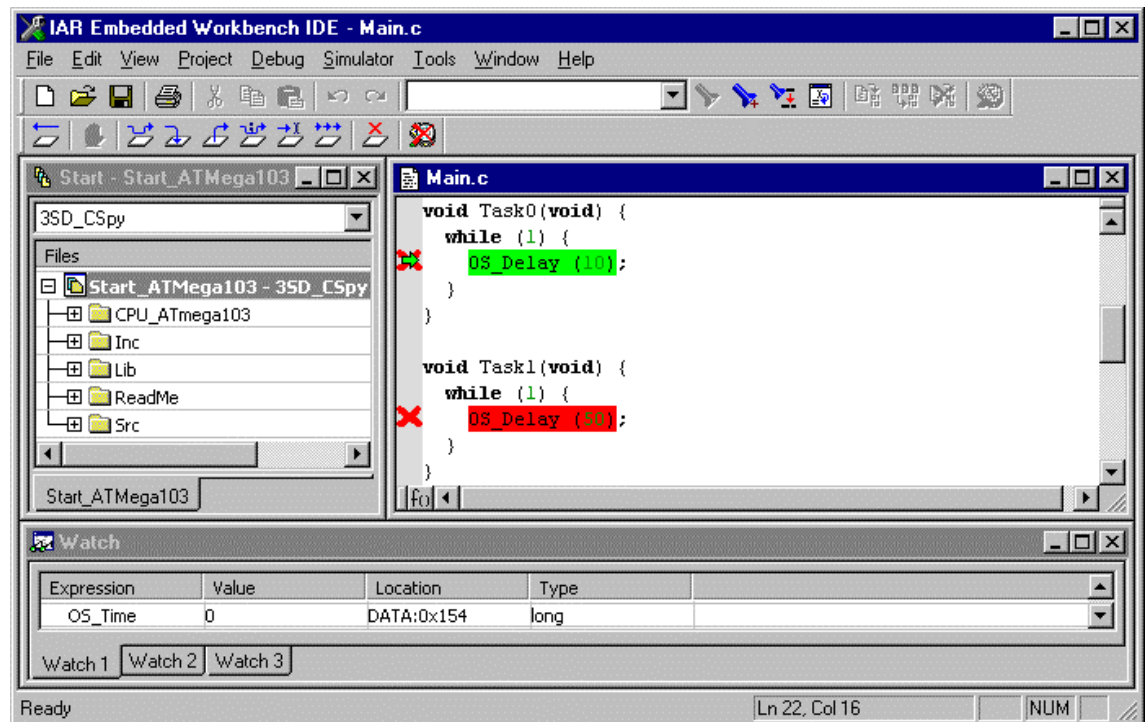 IAR Embedded Workbench IDE - Main.c
File Edit View Project Debug Simulator Tools Window Help
Start - Start_ATMega103
3SD_CSpy
Files
Start_ATMega103 - 3SD_CSpy
CPU_ATmega103
Inc
Lib
ReadMe
Src
Start_ATMega103
Main.c
void Task0(void) {
while (1) {
OS_Delay (10);
}
}
void Task1(void) {
while (1) {
OS_Delay (50);
}
}
fo
Watch
Expression Value Location Type
OS_Time 0 DATA:0x154 long
Watch 1 Watch 2 Watch 3
Ready Ln 22, Col 16 NUM